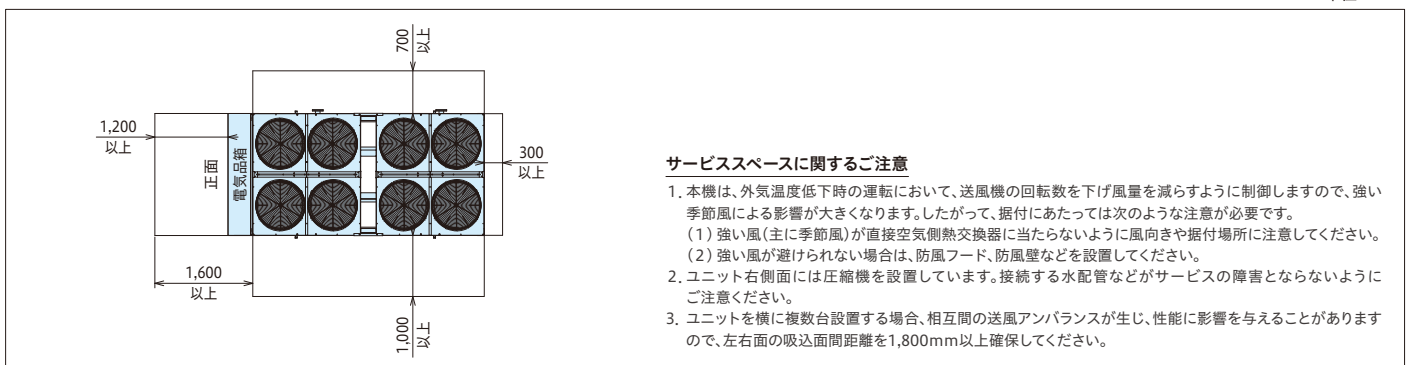 700
以上
1,200
以上
正面
電気品箱
300
以上
1,600
以上
1,000
以上
サービススペースに関するご注意
1. 本機は、外気温度低下時の運転において、送風機の回転数を下げ風量を減らすように制御しますので、強い
季節風による影響が大きくなります。したがって、据付にあたっては次のような注意が必要です。
(1)強い風(主に季節風)が直接空気側熱交換器に当たらないように風向きや据付場所に注意してください。
(2)強い風が避けられない場合は、防風フード、防風壁などを設置してください。
2. ユニット右側面には圧縮機を設置しています。接続する水配管などがサービスの障害とならないように
ご注意ください。
3. ユニットを横に複数台設置する場合、相互間の送風アンバランスが生じ、性能に影響を与えることがあります
ので、左右面の吸込面間距離を1,800mm以上確保してください。